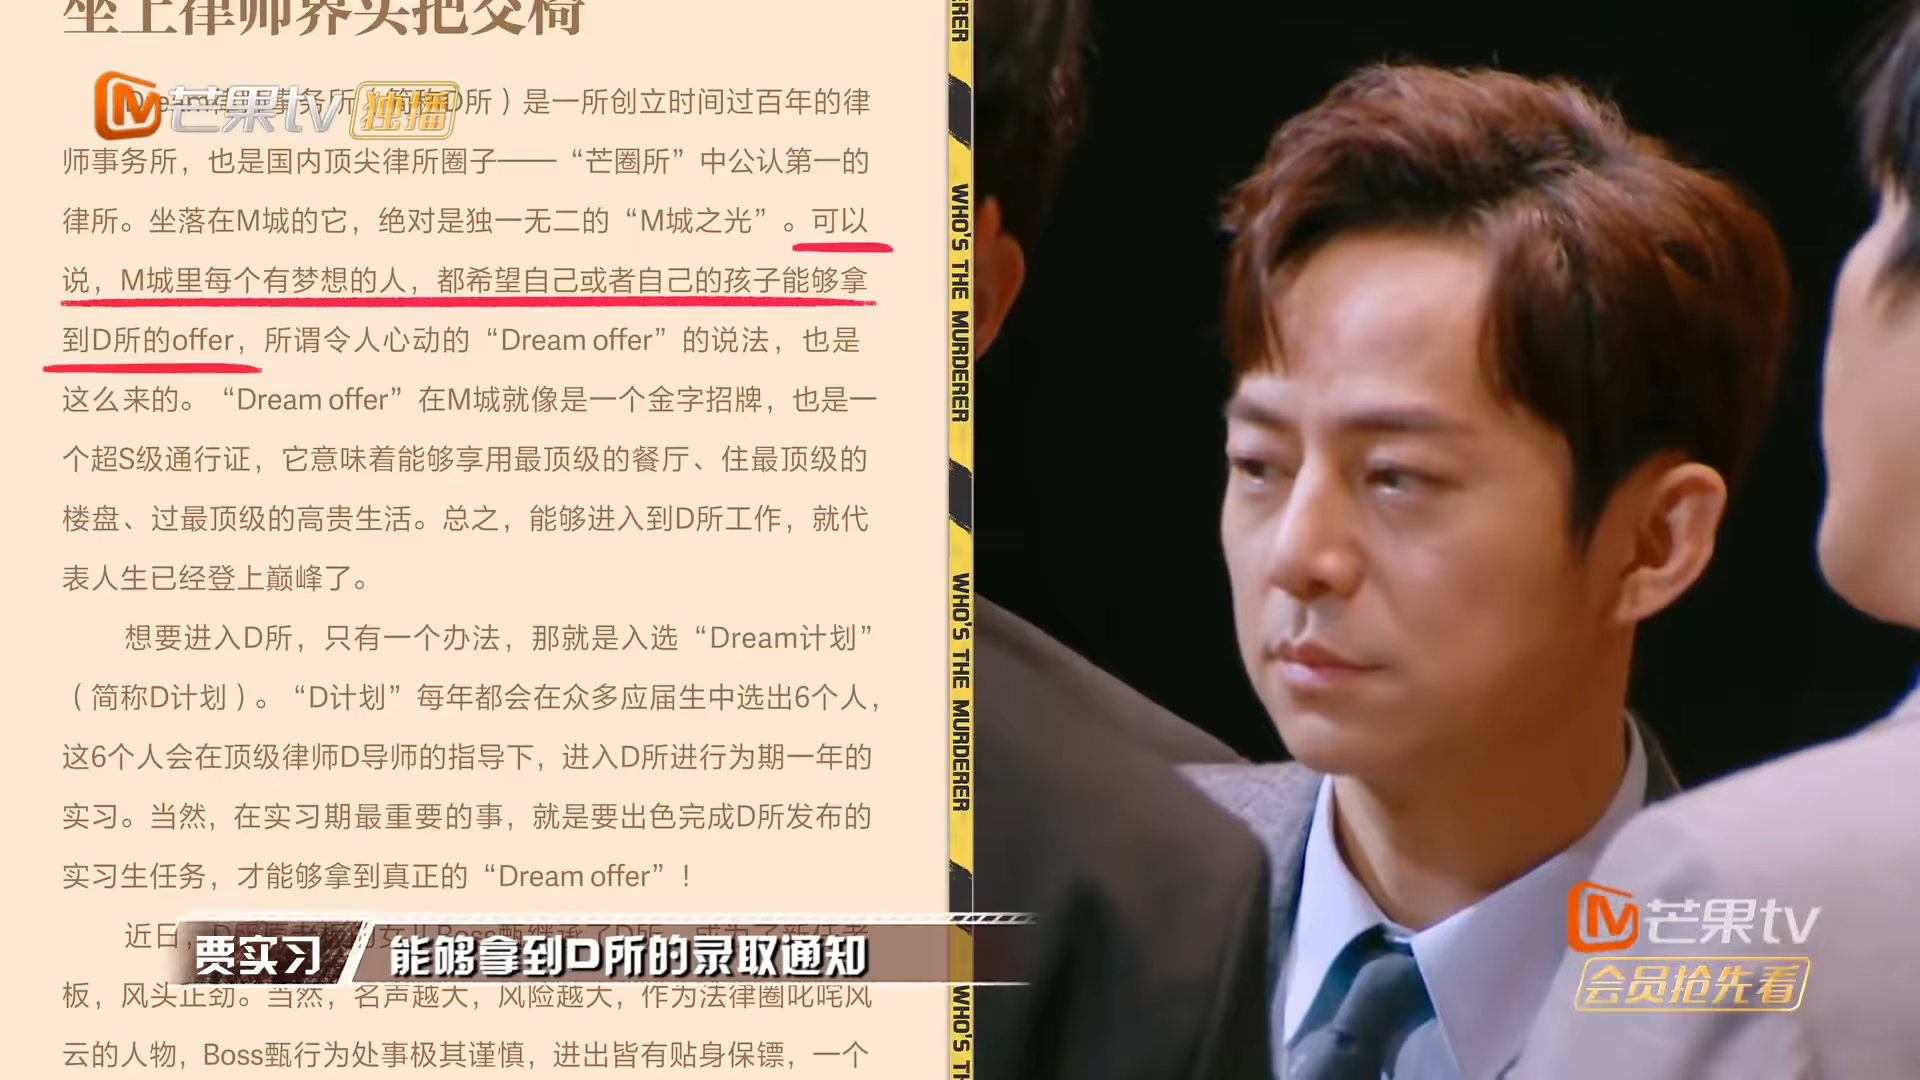 坐上律师界头把交椅
Dream律师事务所（简称D所）是一所创立时间过百年的律
师事务所，也是国内顶尖律所圈子——“芒圈所”中公认第一的
律所。坐落在M城的它，绝对是独一无二的“M城之光”。可以
说，M城里每个有梦想的人，都希望自己或者自己的孩子能够拿
到D所的offer，所谓令人心动的“Dream offer”的说法，也是
这么来的。“Dream offer”在M城就像是一个金字招牌，也是一
个超S级通行证，它意味着能够享用最顶级的餐厅、住最顶级的
楼盘、过最顶级的高贵生活。总之，能够进入到D所工作，就代
表人生已经登上巅峰了。
想要进入D所，只有一个办法，那就是入选“Dream计划”
（简称D计划）。“D计划”每年都会在众多应届生中选出6个人，
这6个人会在顶级律师D导师的指导下，进入D所进行为期一年的
实习。当然，在实习期最重要的事，就是要出色完成D所发布的
实习生任务，才能够拿到真正的“Dream offer”！
近日，
板，风头正劲。当然，名声越大，风险越大，作为法律圈叱咤风
云的人物，Boss甄行为处事极其谨慎，进出皆有贴身保镖，一个
芒果tv 独播
贾实习 能够拿到D所的录取通知
RER
WHO'S THE MURDERER
WHO'S THE MURDERER
WHO'S TH
芒果tv
会员抢先看